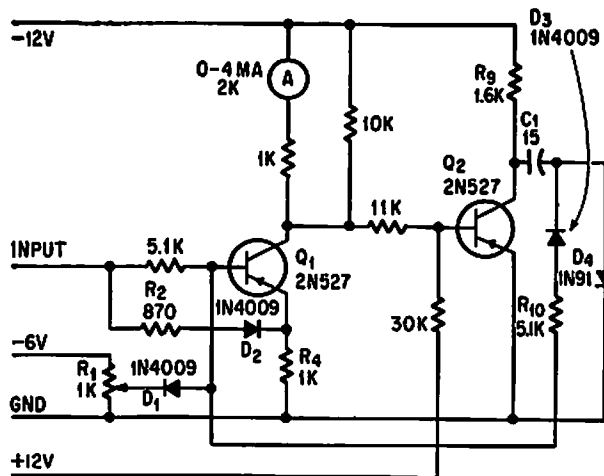 -12V
D3
1N4009
0-4 MA
2K
A
R9
1.6K
10K
C1
15
1K
Q2
2N527
11K
INPUT
5.1K
Q1
2N527
D4
1N913
R2
870
1N4009
D2
R10
5.1K
30K
-6V
R1
1K
1N4009
D1
R4
1K
GND
+12V